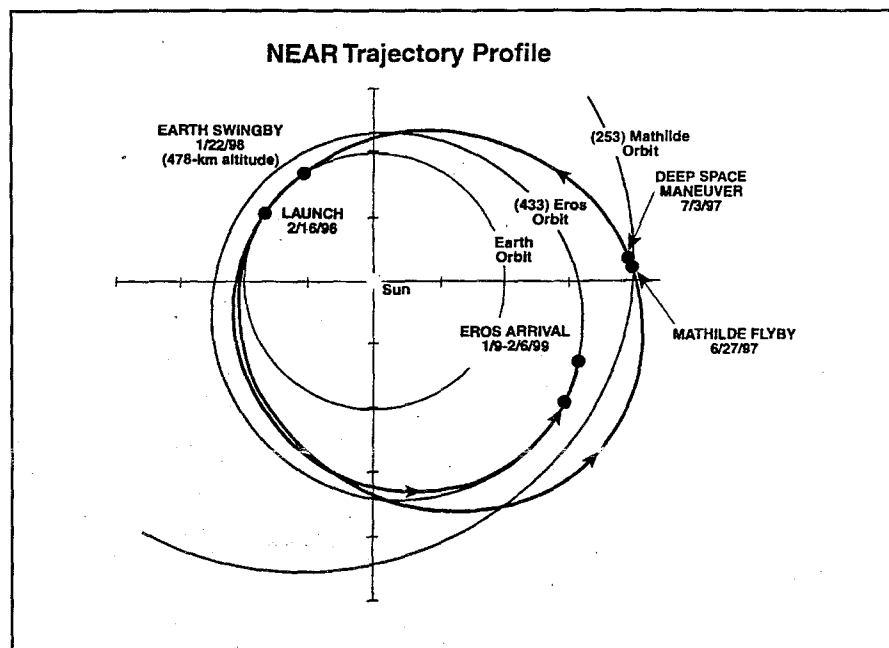 NEAR Trajectory Profile
EARTH SWINGBY
1/22/98
(478-km altitude)
LAUNCH
2/16/96
(253) Mathilde
Orbit
DEEP SPACE
MANEUVER
7/3/97
(433) Eros
Orbit
Earth
Orbit
Sun
EROS ARRIVAL
1/9-2/6/99
MATHILDE FLYBY
6/27/97